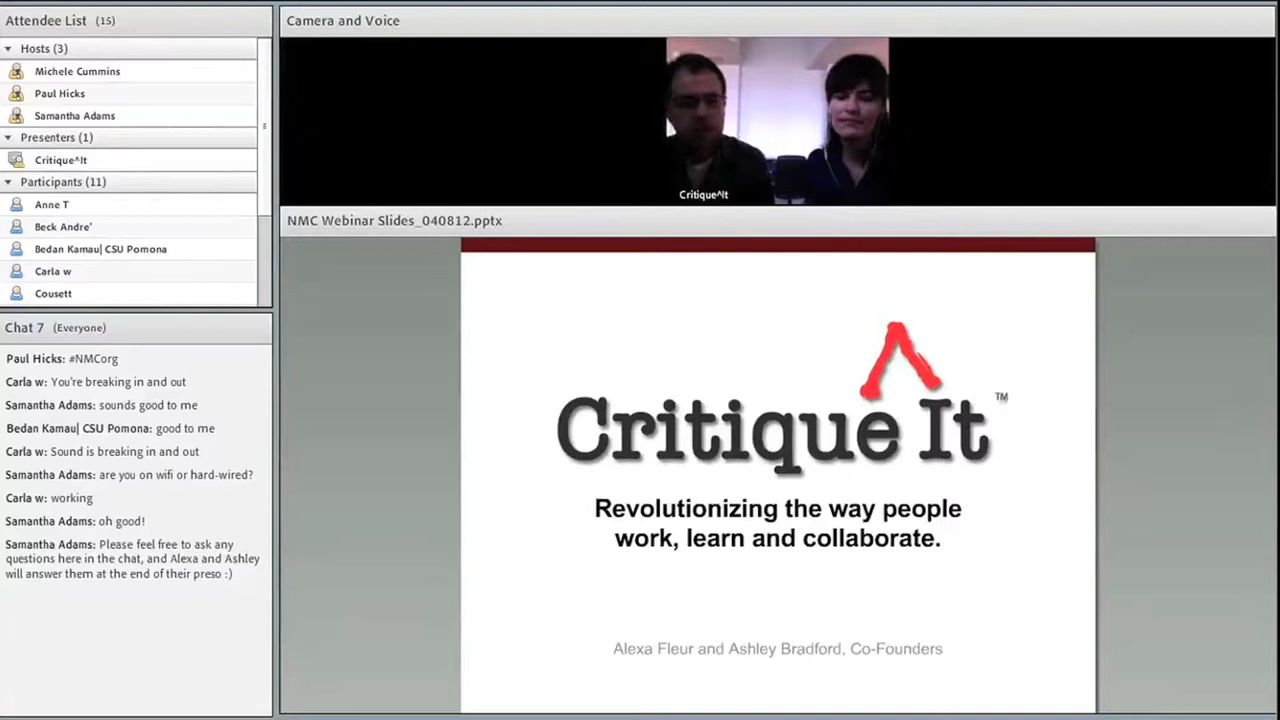 Attendee List (15)
Hosts (3)
Michele Cummins
Paul Hicks
Samantha Adams
Presenters (1)
Critique^It
Participants (11)
Anne T
Beck Andre'
Bedan Kamau| CSU Pomona
Carla w
Cousett
Chat 7 (Everyone)
Paul Hicks: #NMCorg
Carla w: You're breaking in and out
Samantha Adams: sounds good to me
Bedan Kamau| CSU Pomona: good to me
Carla w: Sound is breaking in and out
Samantha Adams: are you on wifi or hard-wired?
Carla w: working
Samantha Adams: oh good!
Samantha Adams: Please feel free to ask any
questions here in the chat, and Alexa and Ashley
will answer them at the end of their preso :)
Camera and Voice
Critique^It
NMC Webinar Slides_040812.pptx
Critique^It ™
Revolutionizing the way people
work, learn and collaborate.
Alexa Fleur and Ashley Bradford, Co-Founders